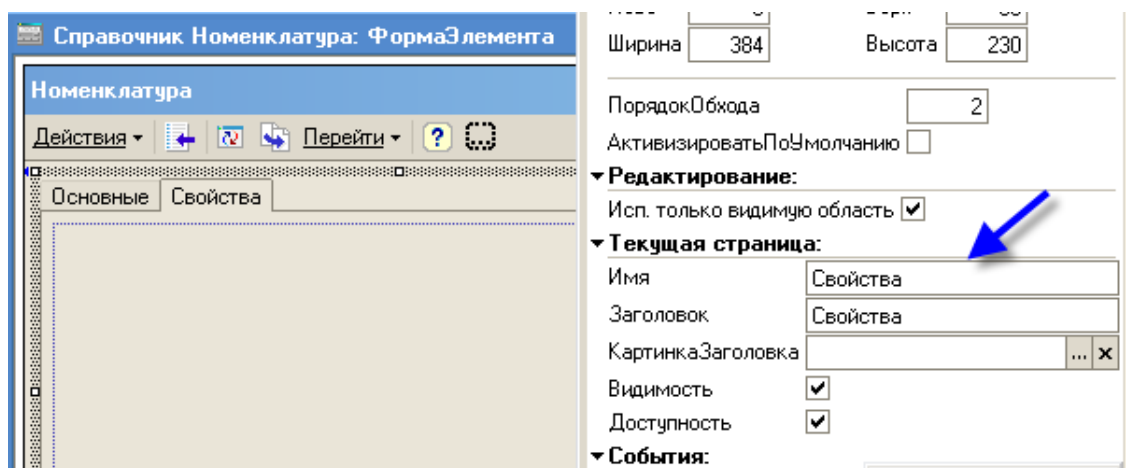 Справочник Номенклатура: ФормаЭлемента
Номенклатура
Действия Перейти ?
Основные Свойства
Ширина 384 Высота 230
ПорядокОбхода 2
АктивизироватьПоУмолчанию
Редактирование:
Исп. только видимую область
Текущая страница:
Имя Свойства
Заголовок Свойства
КартинкаЗаголовка ... x
Видимость
Доступность
События: